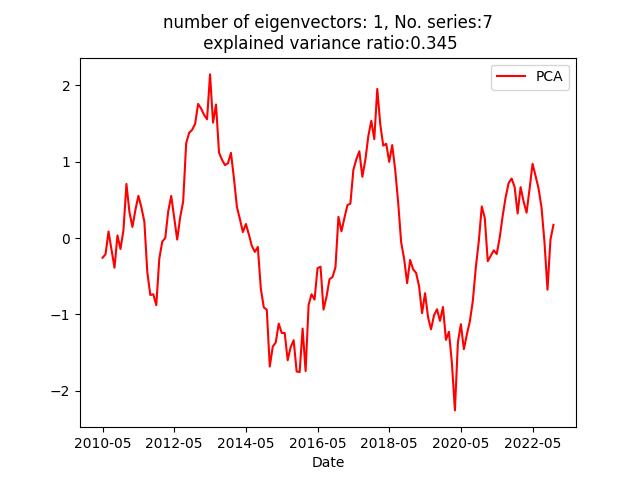 number of eigenvectors: 1, No. series:7
explained variance ratio:0.345
PCA
2
1
0
−1
−2
2010-05 2012-05 2014-05 2016-05 2018-05 2020-05 2022-05
Date